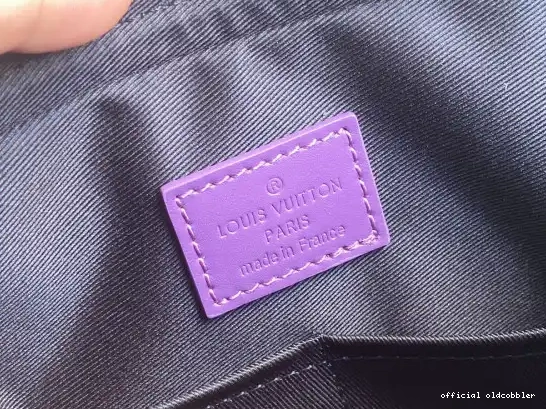 ®
LOUIS VUITTON
PARIS
made in France
official oldcobbler